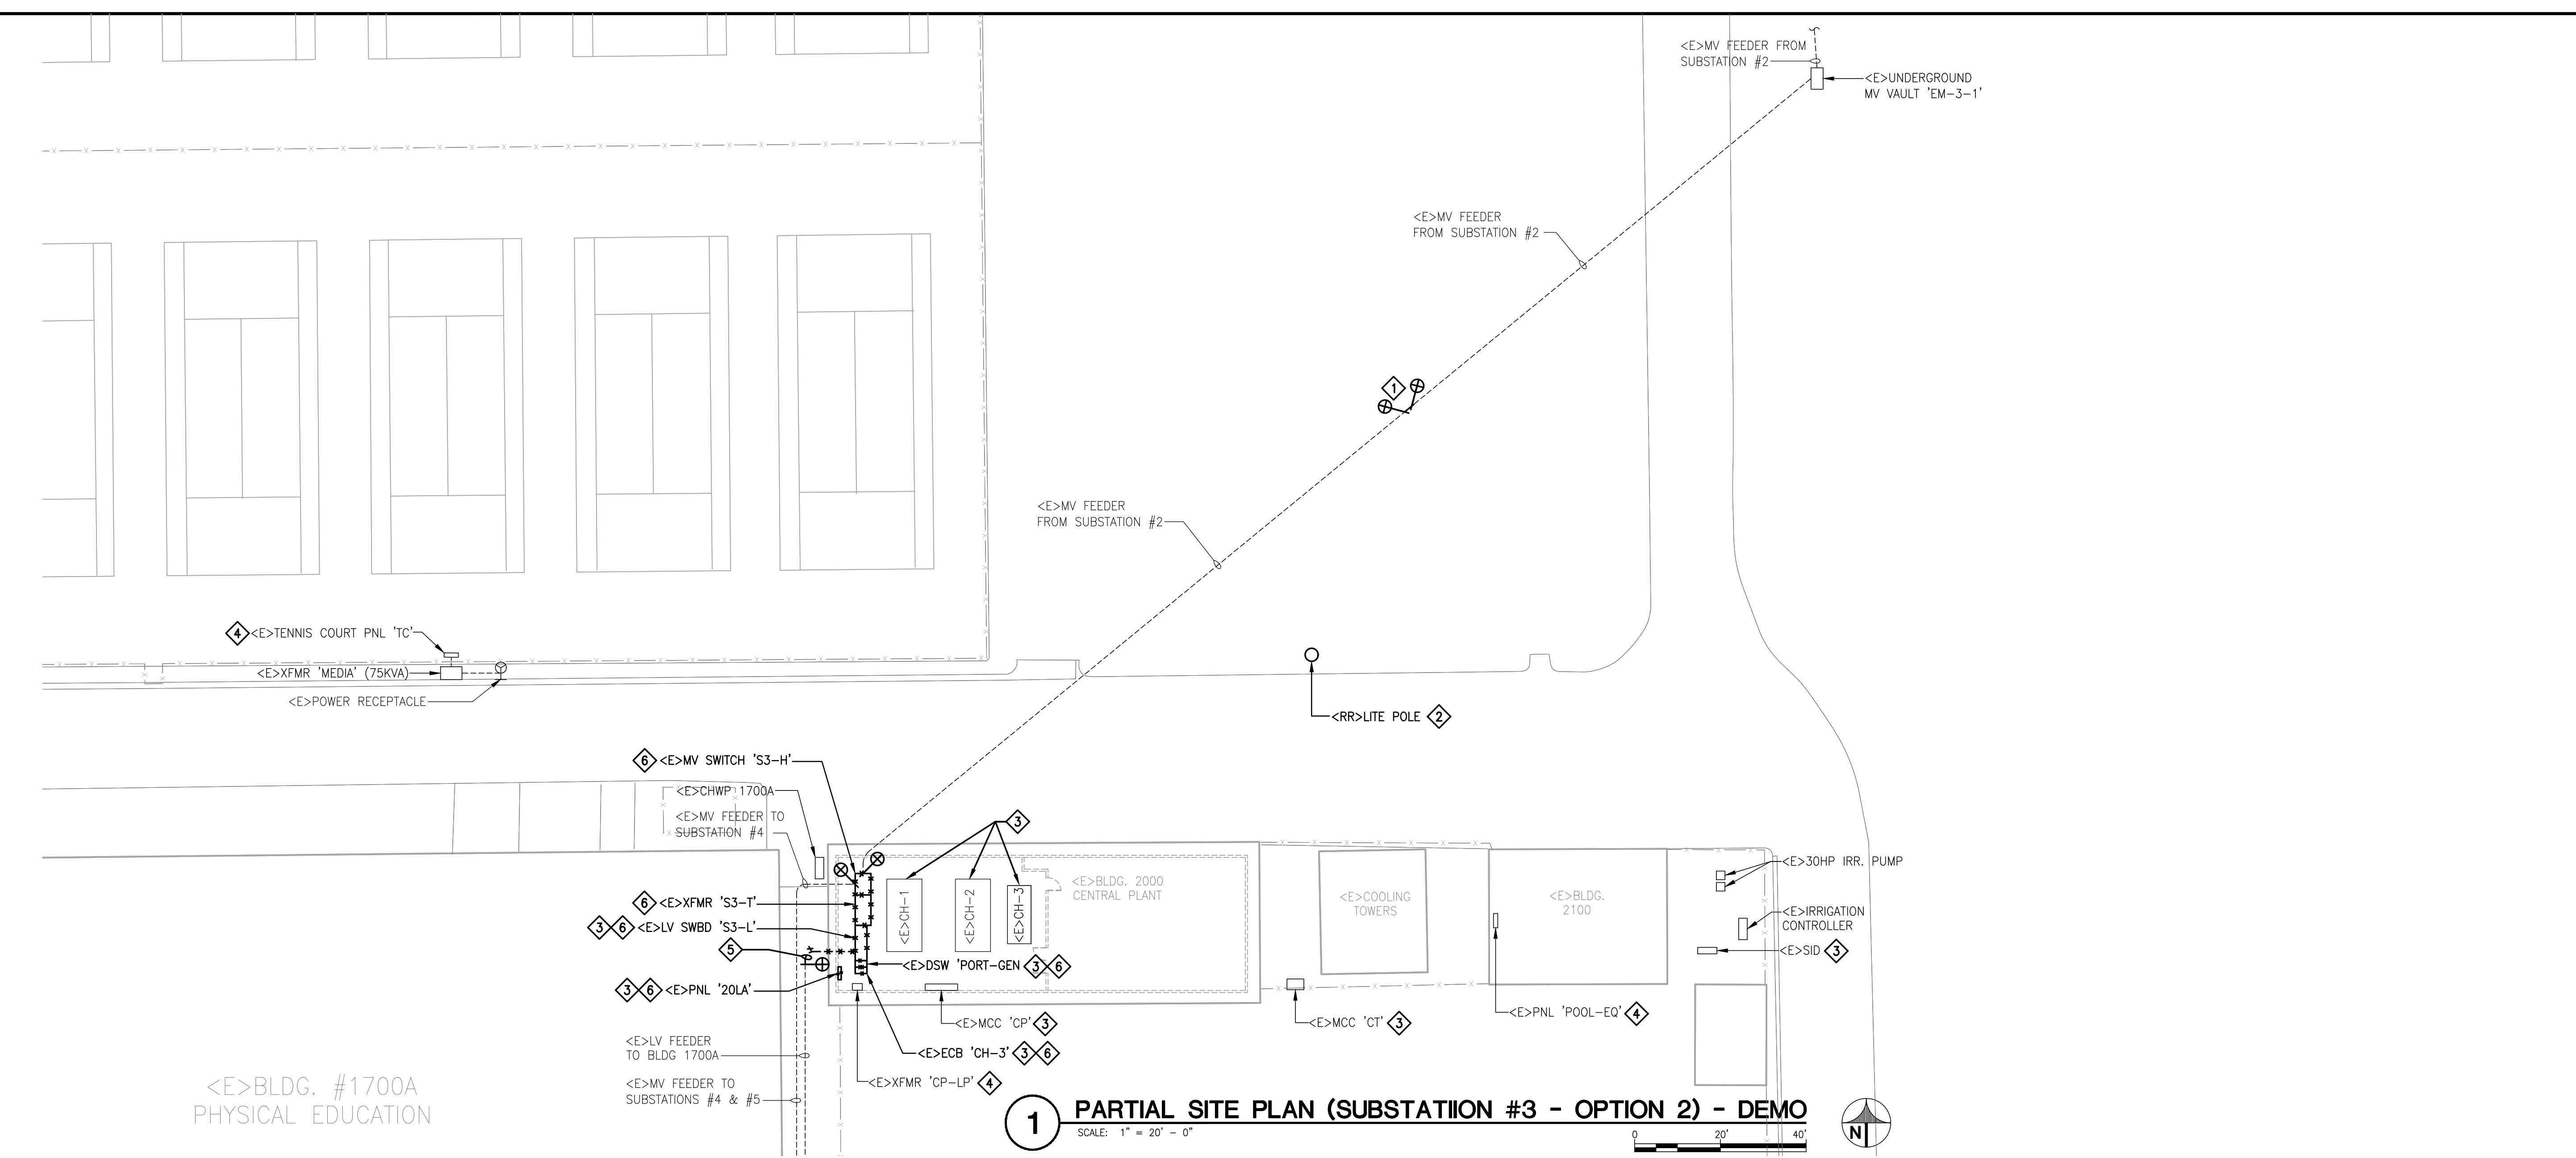 <E>MV FEEDER FROM
SUBSTATION #2
<E>UNDERGROUND
MV VAULT 'EM-3-1'
<E>MV FEEDER
FROM SUBSTATION #2
1
<E>MV FEEDER
FROM SUBSTATION #2
4 <E>TENNIS COURT PNL 'TC'
<E>XFMR 'MEDIA' (75KVA)
<E>POWER RECEPTACLE
<RR>LITE POLE 2
6 <E>MV SWITCH 'S3-H'
<E>CHWP 1700A
<E>MV FEEDER TO
SUBSTATION #4
3
<E>CH-1
<E>CH-2
<E>CH-3
<E>BLDG. 2000
CENTRAL PLANT
<E>COOLING
TOWERS
<E>BLDG.
2100
<E>30HP IRR. PUMP
<E>IRRIGATION
CONTROLLER
<E>SID 3
6 <E>XFMR 'S3-T'
3 6 <E>LV SWBD 'S3-L'
5
<E>DSW 'PORT-GEN 3 6
3 6 <E>PNL '20LA'
<E>MCC 'CP' 3
<E>MCC 'CT' 3
<E>PNL 'POOL-EQ' 4
<E>ECB 'CH-3' 3 6
<E>LV FEEDER
TO BLDG 1700A
<E>XFMR 'CP-LP' 4
<E>MV FEEDER TO
SUBSTATIONS #4 & #5
<E>BLDG. #1700A
PHYSICAL EDUCATION
1 PARTIAL SITE PLAN (SUBSTATIION #3 - OPTION 2) - DEMO
SCALE: 1" = 20' - 0"
0 20' 40'
N